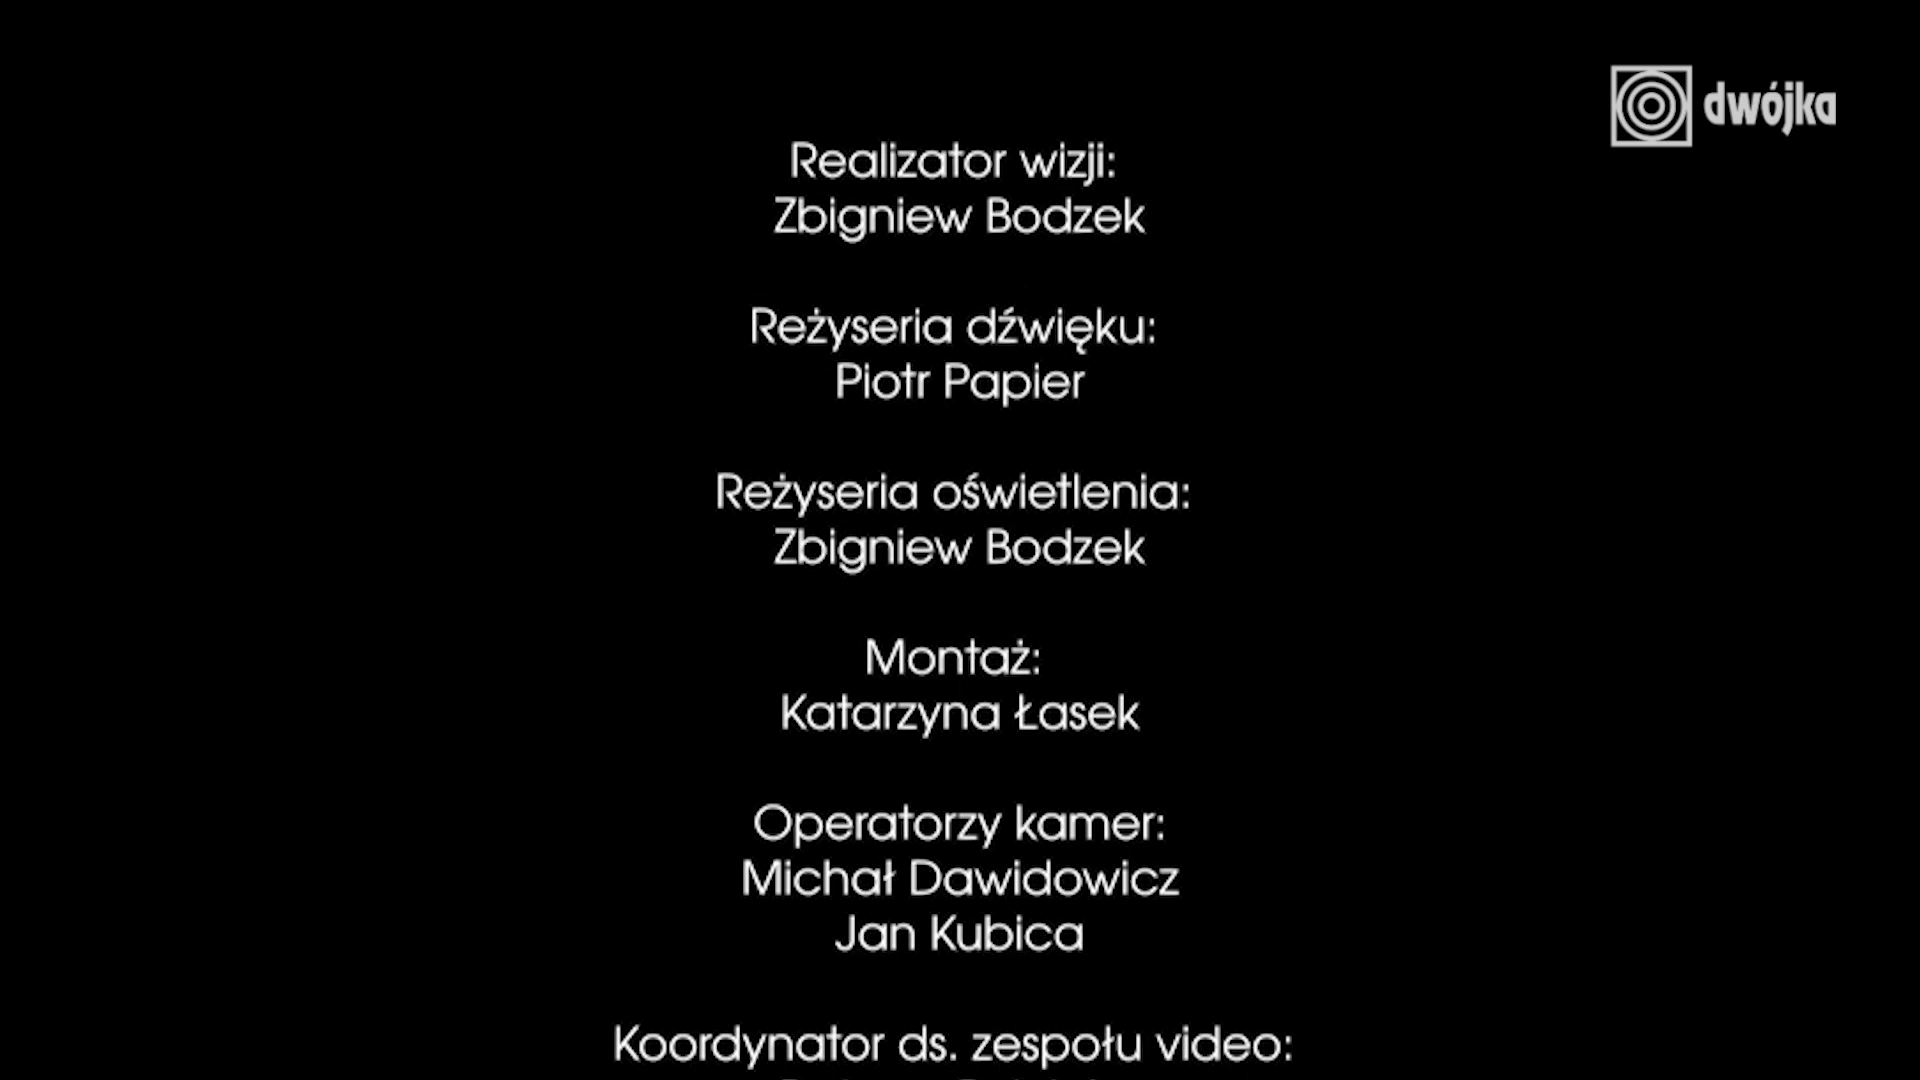 dwójka
Realizator wizji:
Zbigniew Bodzek
Reżyseria dźwięku:
Piotr Papier
Reżyseria oświetlenia:
Zbigniew Bodzek
Montaż:
Katarzyna Łasek
Operatorzy kamer:
Michał Dawidowicz
Jan Kubica
Koordynator ds. zespołu video: